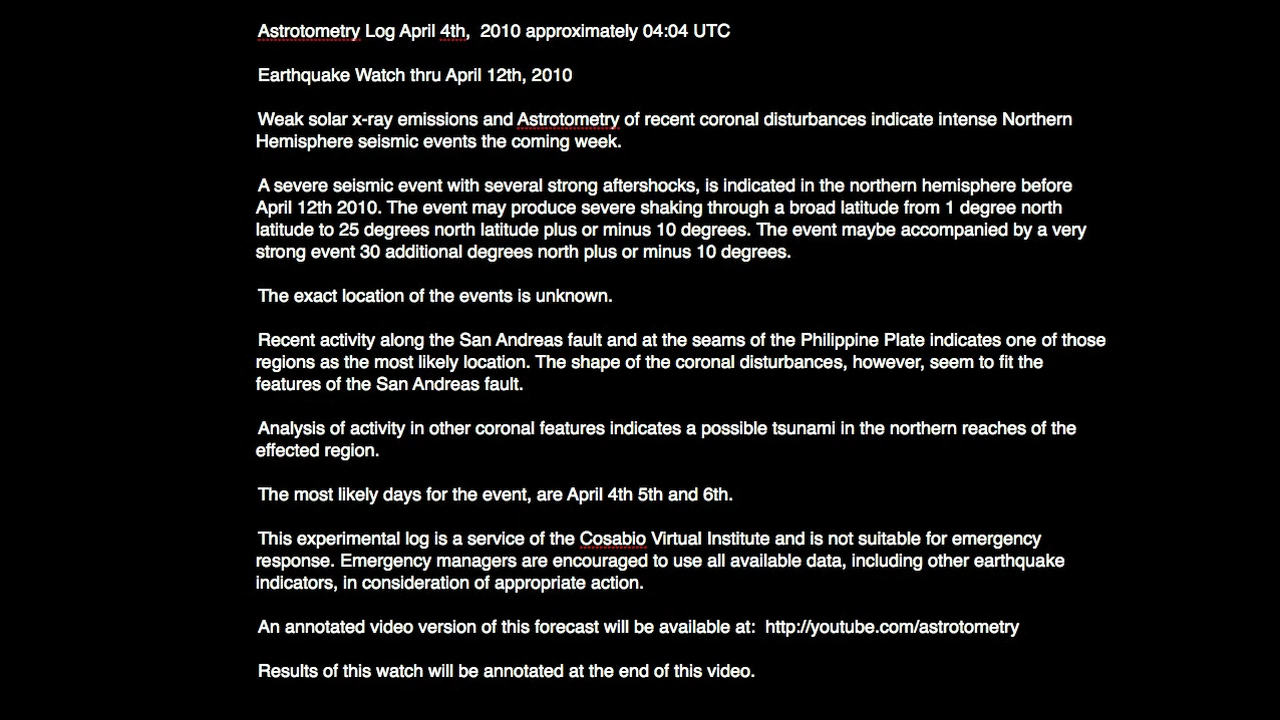 Astrotometry Log April 4th,  2010 approximately 04:04 UTC
Earthquake Watch thru April 12th, 2010
Weak solar x-ray emissions and Astrotometry of recent coronal disturbances indicate intense Northern
Hemisphere seismic events the coming week.
A severe seismic event with several strong aftershocks, is indicated in the northern hemisphere before
April 12th 2010. The event may produce severe shaking through a broad latitude from 1 degree north
latitude to 25 degrees north latitude plus or minus 10 degrees. The event maybe accompanied by a very
strong event 30 additional degrees north plus or minus 10 degrees.
The exact location of the events is unknown.
Recent activity along the San Andreas fault and at the seams of the Philippine Plate indicates one of those
regions as the most likely location. The shape of the coronal disturbances, however, seem to fit the
features of the San Andreas fault.
Analysis of activity in other coronal features indicates a possible tsunami in the northern reaches of the
effected region.
The most likely days for the event, are April 4th 5th and 6th.
This experimental log is a service of the Cosabio Virtual Institute and is not suitable for emergency
response. Emergency managers are encouraged to use all available data, including other earthquake
indicators, in consideration of appropriate action.
An annotated video version of this forecast will be available at:  http://youtube.com/astrotometry
Results of this watch will be annotated at the end of this video.